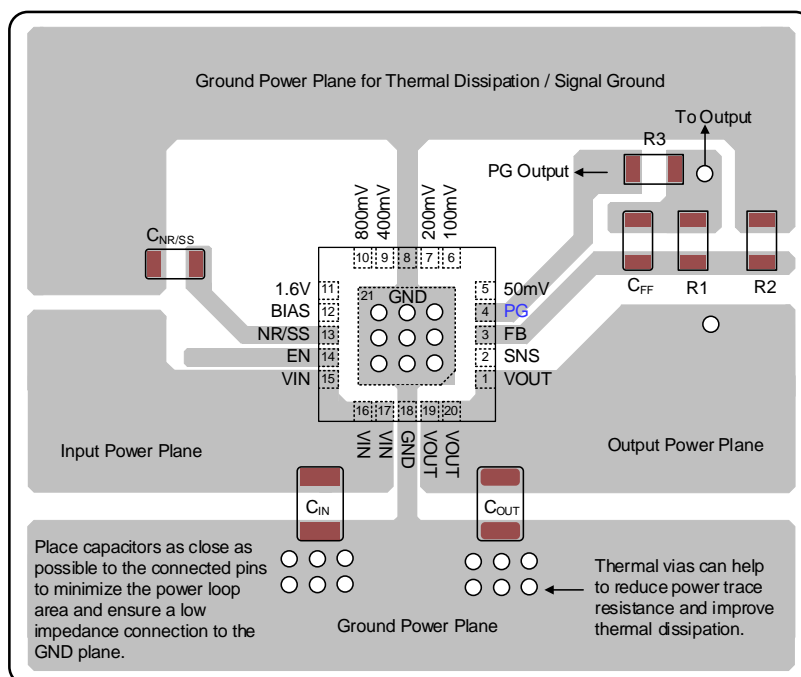 Ground Power Plane for Thermal Dissipation / Signal Ground
To Output
R3
PG Output
800mV
400mV
200mV
100mV
CNR/SS
10
9
8
7
6
1.6V
11
21
GND
5
50mV
CFF
R1
R2
BIAS
12
4
PG
NR/SS
13
3
FB
EN
14
2
SNS
VIN
15
1
VOUT
16
17
18
19
20
VIN
VIN
GND
VOUT
VOUT
Input Power Plane
Output Power Plane
CIN
COUT
Place capacitors as close as
possible to the connected pins
to minimize the power loop
area and ensure a low
impedance connection to the
GND plane.
Thermal vias can help
to reduce power trace
resistance and improve
thermal dissipation.
Ground Power Plane